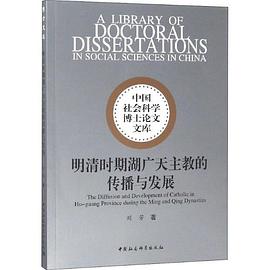 A LIBRARY OF
DOCTORAL
DISSERTATIONS
IN SOCIAL SCIENCES IN CHINA
中国
社会科学
博士论文
文库
明清时期湖广天主教的
传播与发展
The Diffusion and Development of Catholic in
Hu-guang Province during the Ming and Qing Dynasties
刘芳 著
中国社会科学出版社